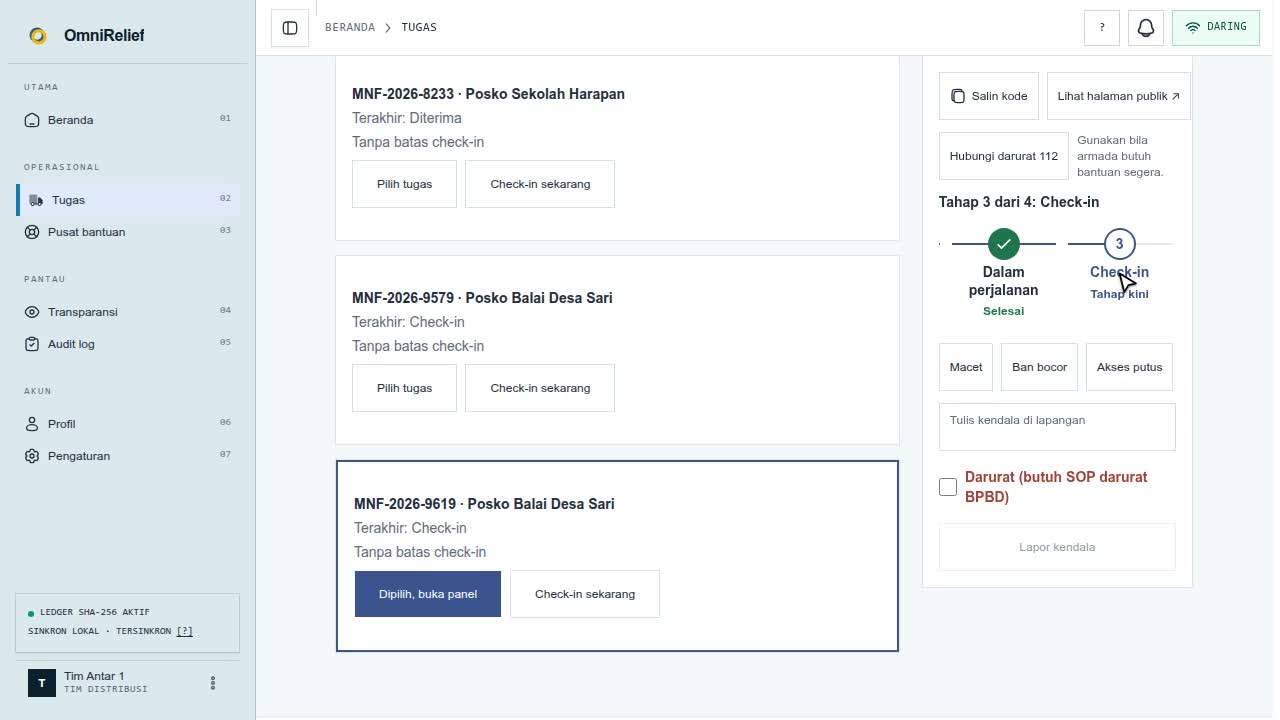 OmniRelief
UTAMA
Beranda 01
OPERASIONAL
Tugas 02
Pusat bantuan 03
PANTAU
Transparansi 04
Audit log 05
AKUN
Profil 06
Pengaturan 07
LEDGER SHA-256 AKTIF
SINKRON LOKAL · TERSINKRON [?]
T
Tim Antar 1
TIM DISTRIBUSI
BERANDA > TUGAS
?
DARING
MNF-2026-8233 · Posko Sekolah Harapan
Terakhir: Diterima
Tanpa batas check-in
Pilih tugas
Check-in sekarang
MNF-2026-9579 · Posko Balai Desa Sari
Terakhir: Check-in
Tanpa batas check-in
Pilih tugas
Check-in sekarang
MNF-2026-9619 · Posko Balai Desa Sari
Terakhir: Check-in
Tanpa batas check-in
Dipilih, buka panel
Check-in sekarang
Salin kode
Lihat halaman publik ↗
Hubungi darurat 112
Gunakan bila
armada butuh
bantuan segera.
Tahap 3 dari 4: Check-in
Dalam
perjalanan
Selesai
3
Check-in
Tahap kini
Macet
Ban bocor
Akses putus
Tulis kendala di lapangan
Darurat (butuh SOP darurat
BPBD)
Lapor kendala